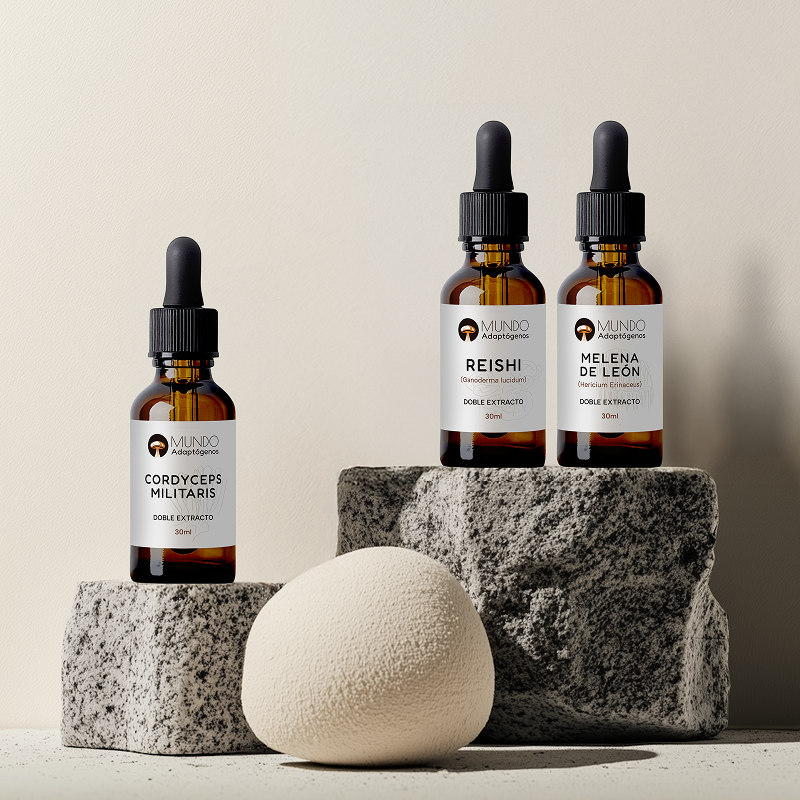 MUNDO
Adaptógenos
CORDYCEPS
MILITARIS
DOBLE EXTRACTO
30ml
MUNDO
Adaptógenos
REISHI
(Ganoderma lucidum)
DOBLE EXTRACTO
30ml
MUNDO
Adaptógenos
MELENA
DE LEÓN
(Hericium Erinaceus)
DOBLE EXTRACTO
30ml